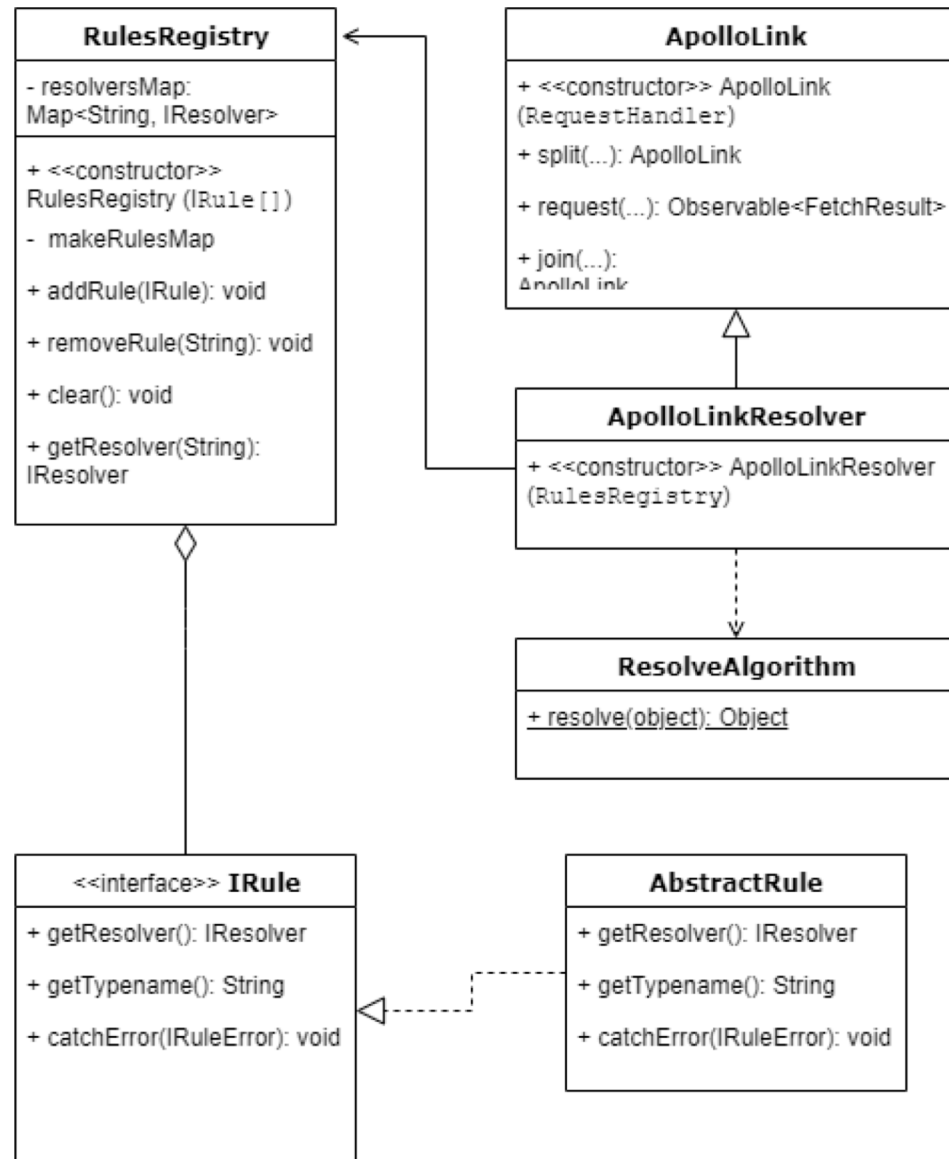 RulesRegistry
- resolversMap:
Map<String, IResolver>
+ <<constructor>>
RulesRegistry (IRule[])
- makeRulesMap
+ addRule(IRule): void
+ removeRule(String): void
+ clear(): void
+ getResolver(String):
IResolver
ApolloLink
+ <<constructor>> ApolloLink
(RequestHandler)
+ split(...): ApolloLink
+ request(...): Observable<FetchResult>
+ join(...):
ApolloLink
ApolloLinkResolver
+ <<constructor>> ApolloLinkResolver
(RulesRegistry)
ResolveAlgorithm
+ resolve(object): Object
<<interface>> IRule
+ getResolver(): IResolver
+ getTypename(): String
+ catchError(IRuleError): void
AbstractRule
+ getResolver(): IResolver
+ getTypename(): String
+ catchError(IRuleError): void